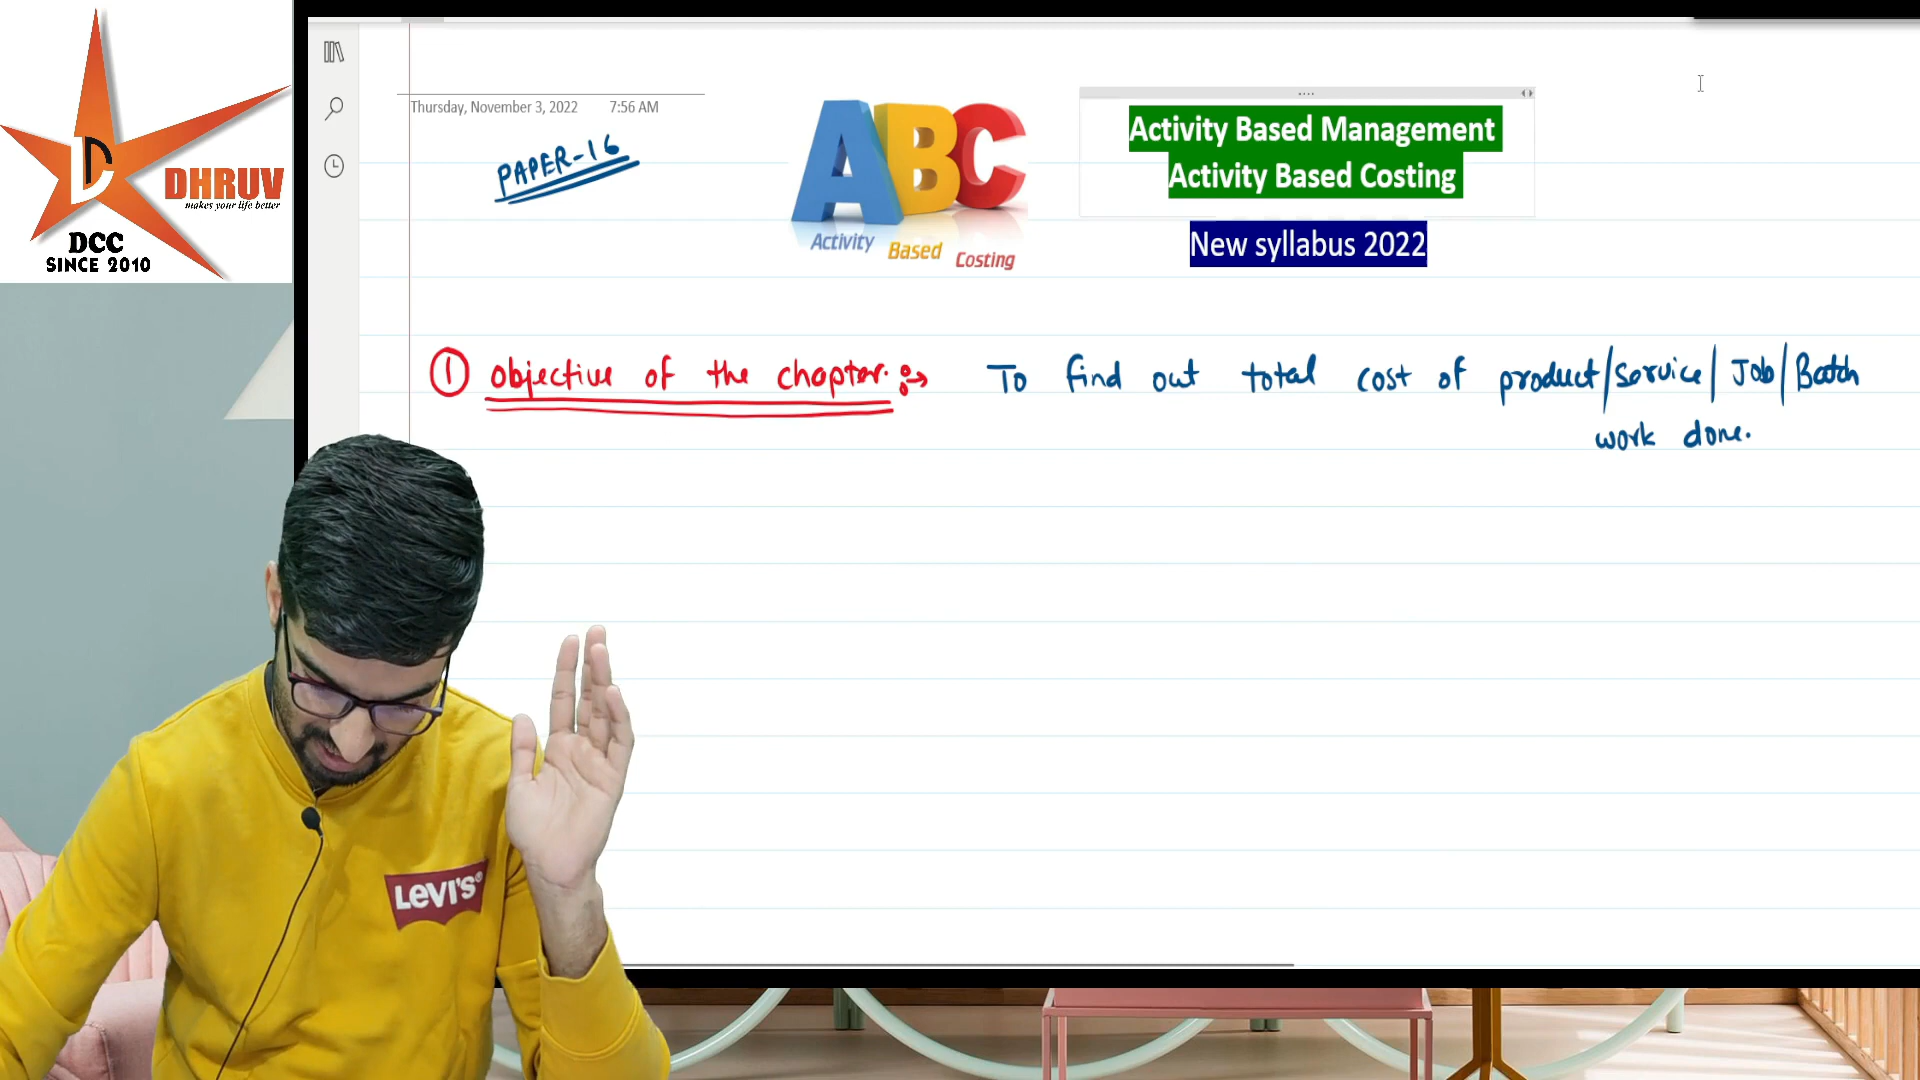 DHRUV
makes your life better
DCC
SINCE 2010
Thursday, November 3, 2022 7:56 AM
PAPER-16
ABC
Activity Based Costing
Activity Based Management
Activity Based Costing
New syllabus 2022
① Objective of the chapter :→ To find out total cost of product/Service/Job/Batch
work done.
LEVI'S®